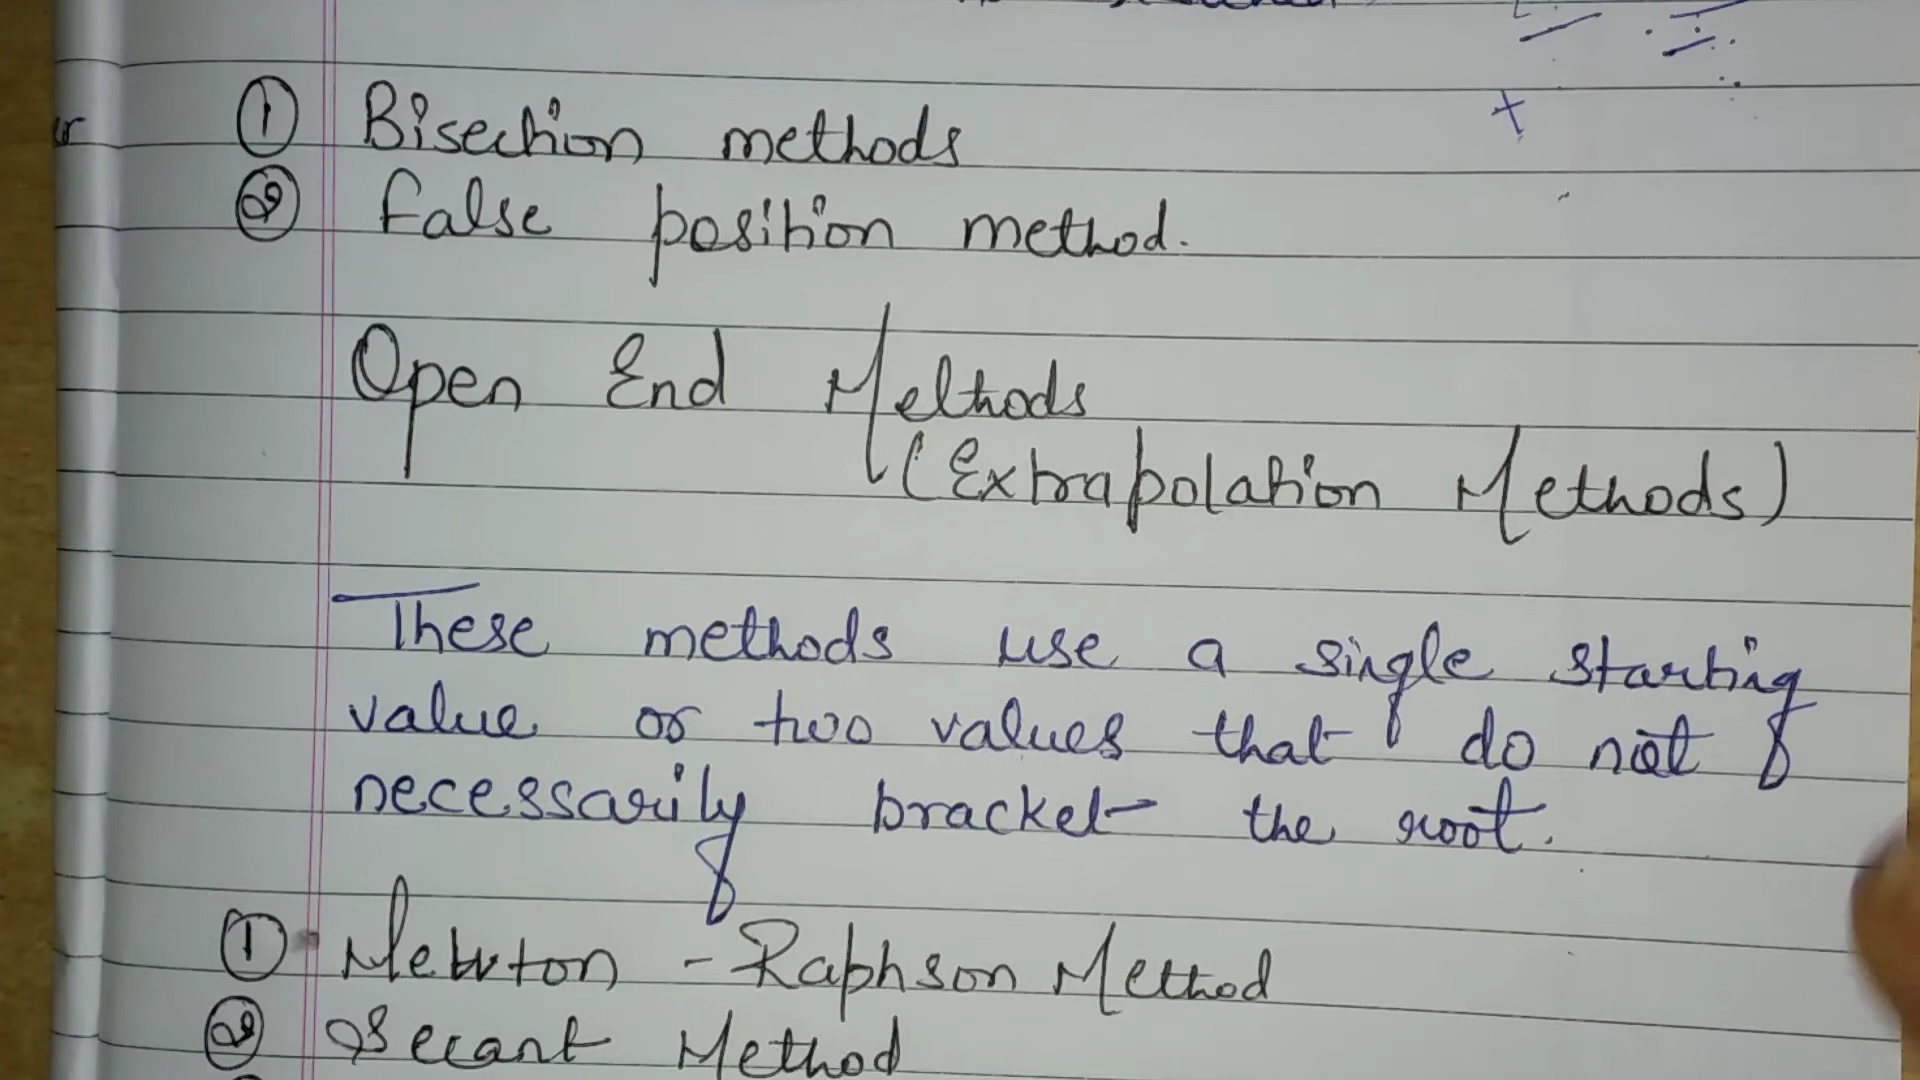 ① Bisection methods
② false position method.
Open End Methods
(Extrapolation Methods)
These methods use a single starting
value or two values that do not
necessarily bracket the root.
① Newton - Raphson Method
② Secant Method